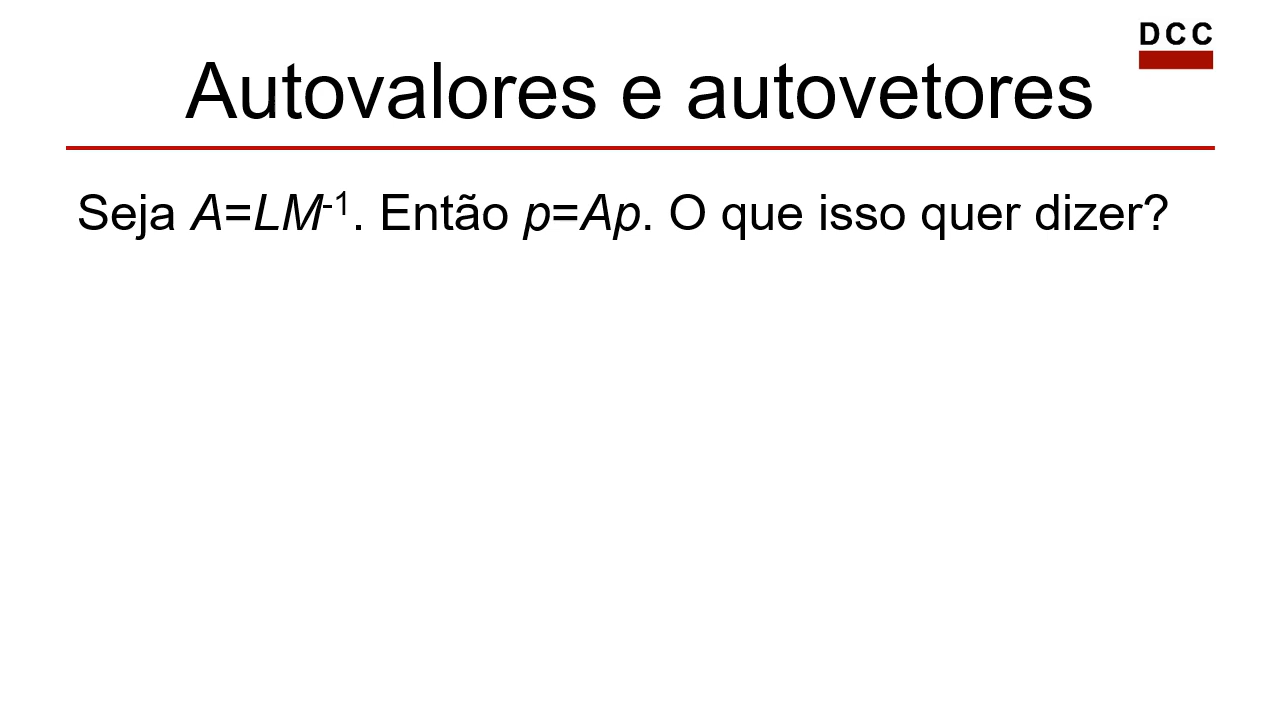 DCC
Autovalores e autovetores
Seja A=LM⁻¹. Então p=Ap. O que isso quer dizer?